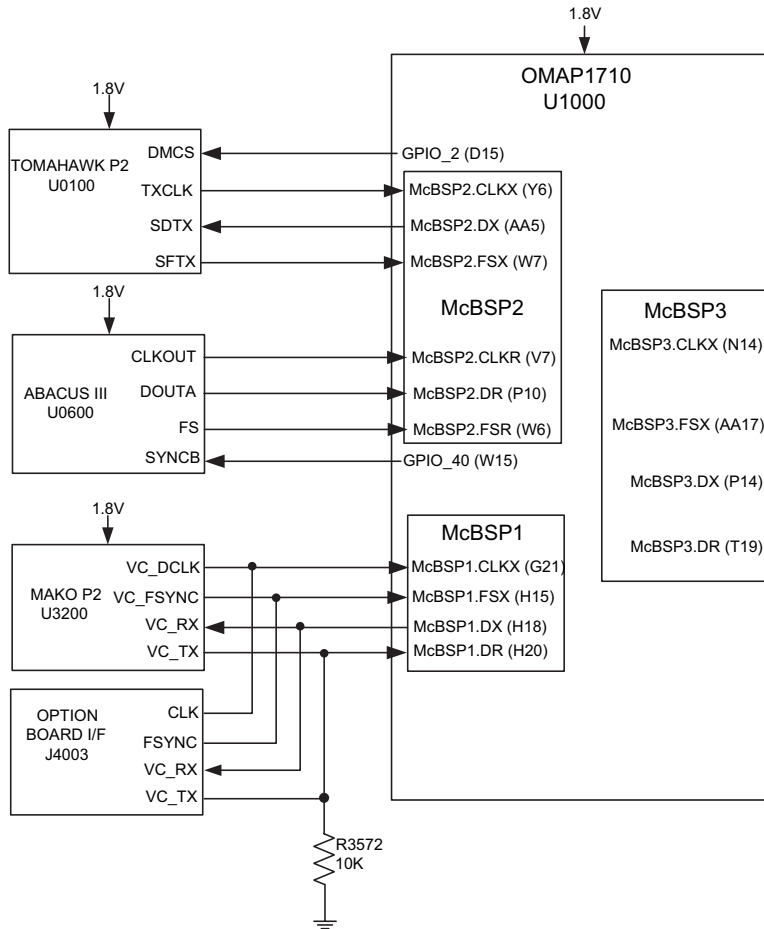 1.8V
OMAP1710
U1000
1.8V
TOMAHAWK P2
U0100
DMCS
TXCLK
SDTX
SFTX
GPIO_2 (D15)
McBSP2.CLKX (Y6)
McBSP2.DX (AA5)
McBSP2.FSX (W7)
McBSP2
1.8V
ABACUS III
U0600
CLKOUT
DOUTA
FS
SYNCB
McBSP2.CLKR (V7)
McBSP2.DR (P10)
McBSP2.FSR (W6)
GPIO_40 (W15)
McBSP3
McBSP3.CLKX (N14)
McBSP3.FSX (AA17)
McBSP3.DX (P14)
McBSP3.DR (T19)
1.8V
MAKO P2
U3200
VC_DCLK
VC_FSYNC
VC_RX
VC_TX
McBSP1
McBSP1.CLKX (G21)
McBSP1.FSX (H15)
McBSP1.DX (H18)
McBSP1.DR (H20)
OPTION
BOARD I/F
J4003
CLK
FSYNC
VC_RX
VC_TX
R3572
10K